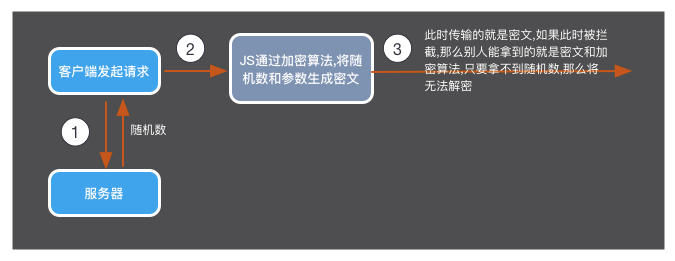 客户端发起请求
2
JS通过加密算法,将随
机数和参数生成密文
3
此时传输的就是密文,如果此时被拦
截,那么别人能拿到的就是密文和加
密算法,只要拿不到随机数,那么将
无法解密
1
随机数
服务器